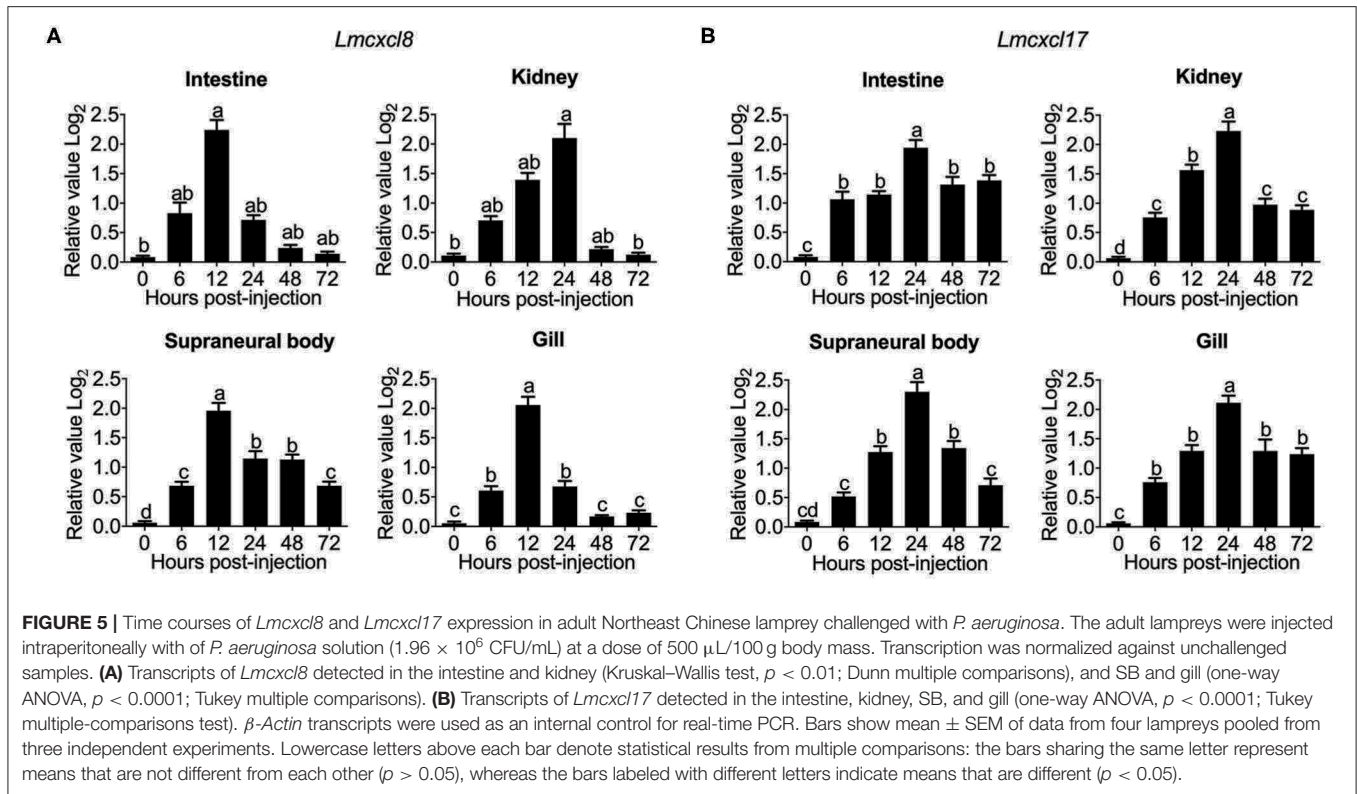 A
Lmcxcl8
B
Lmcxcl17
Intestine
Relative value Log2
2.5
2.0
1.5
1.0
0.5
0.0
b ab a ab ab ab
0 6 12 24 48 72
Hours post-injection
Kidney
Relative value Log2
2.5
2.0
1.5
1.0
0.5
0.0
b ab ab a ab b
0 6 12 24 48 72
Hours post-injection
Intestine
Relative value Log2
2.5
2.0
1.5
1.0
0.5
0.0
c b b a b b
0 6 12 24 48 72
Hours post-injection
Kidney
Relative value Log2
2.5
2.0
1.5
1.0
0.5
0.0
d c b a c c
0 6 12 24 48 72
Hours post-injection
Supraneural body
Relative value Log2
2.5
2.0
1.5
1.0
0.5
0.0
d c a b b c
0 6 12 24 48 72
Hours post-injection
Gill
Relative value Log2
2.5
2.0
1.5
1.0
0.5
0.0
c b a b c c
0 6 12 24 48 72
Hours post-injection
Supraneural body
Relative value Log2
2.5
2.0
1.5
1.0
0.5
0.0
cd c b a b c
0 6 12 24 48 72
Hours post-injection
Gill
Relative value Log2
2.5
2.0
1.5
1.0
0.5
0.0
c b b a b b
0 6 12 24 48 72
Hours post-injection
FIGURE 5 | Time courses of Lmcxcl8 and Lmcxcl17 expression in adult Northeast Chinese lamprey challenged with P. aeruginosa. The adult lampreys were injected
intraperitoneally with of P. aeruginosa solution (1.96 × 10⁶ CFU/mL) at a dose of 500 μL/100 g body mass. Transcription was normalized against unchallenged
samples. (A) Transcripts of Lmcxcl8 detected in the intestine and kidney (Kruskal–Wallis test, p < 0.01; Dunn multiple comparisons), and SB and gill (one-way
ANOVA, p < 0.0001; Tukey multiple comparisons). (B) Transcripts of Lmcxcl17 detected in the intestine, kidney, SB, and gill (one-way ANOVA, p < 0.0001; Tukey
multiple-comparisons test). β-Actin transcripts were used as an internal control for real-time PCR. Bars show mean ± SEM of data from four lampreys pooled from
three independent experiments. Lowercase letters above each bar denote statistical results from multiple comparisons: the bars sharing the same letter represent
means that are not different from each other (p > 0.05), whereas the bars labeled with different letters indicate means that are different (p < 0.05).